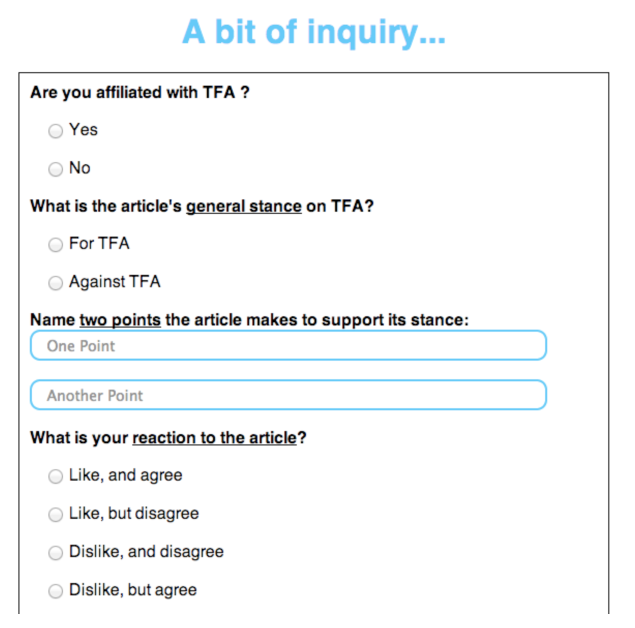 A bit of inquiry...
Are you affiliated with TFA ?
Yes
No
What is the article's general stance on TFA?
For TFA
Against TFA
Name two points the article makes to support its stance:
One Point
Another Point
What is your reaction to the article?
Like, and agree
Like, but disagree
Dislike, and disagree
Dislike, but agree